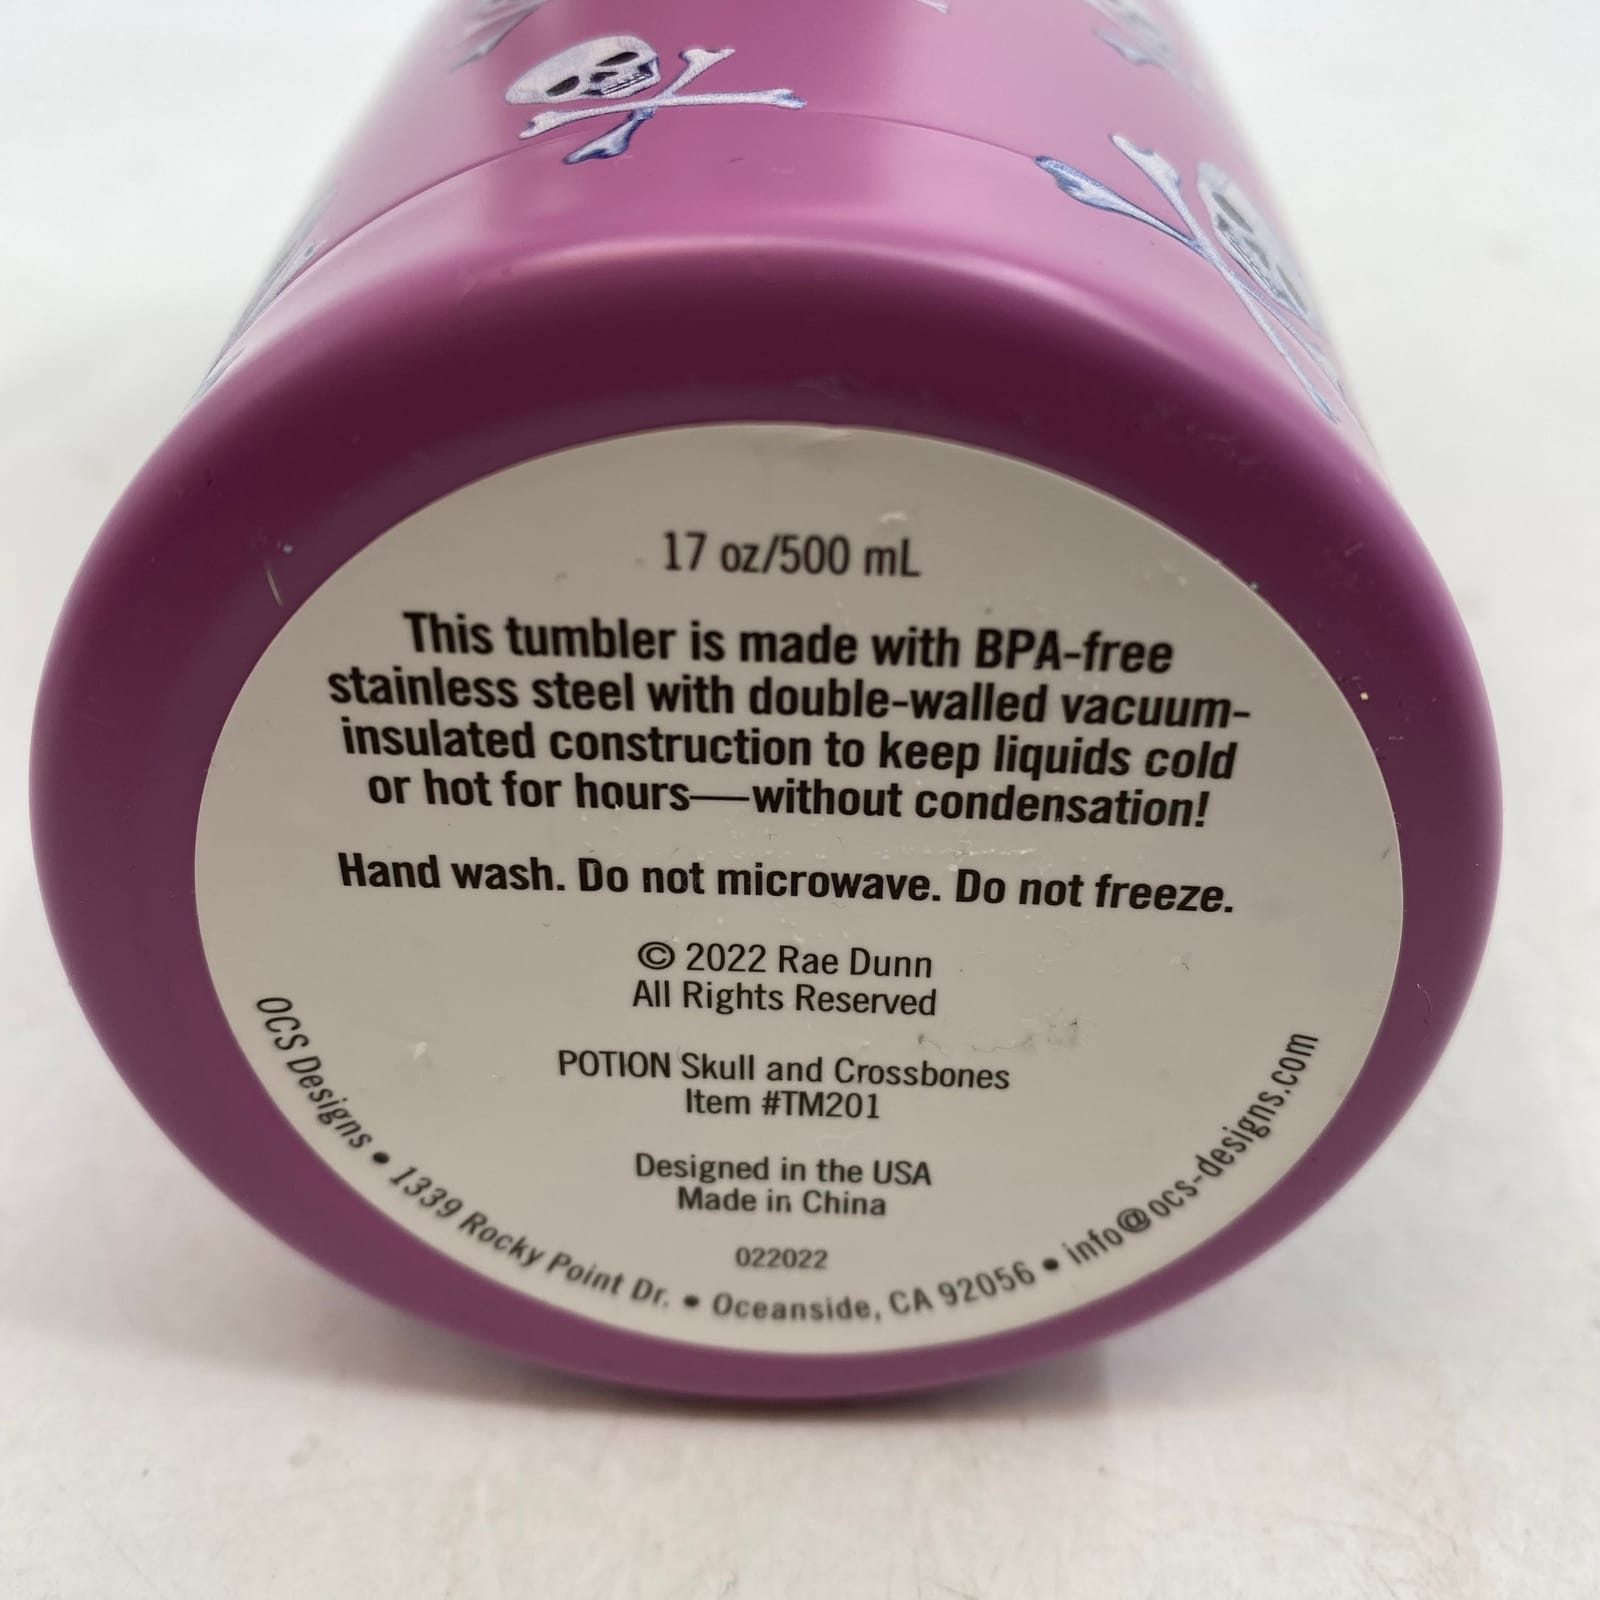 17 oz/500 mL
This tumbler is made with BPA-free
stainless steel with double-walled vacuum-
insulated construction to keep liquids cold
or hot for hours—without condensation!
Hand wash. Do not microwave. Do not freeze.
© 2022 Rae Dunn
All Rights Reserved
POTION Skull and Crossbones
Item #TM201
Designed in the USA
Made in China
022022
OCS Designs • 1339 Rocky Point Dr. • Oceanside, CA 92056 • info@ocs-designs.com